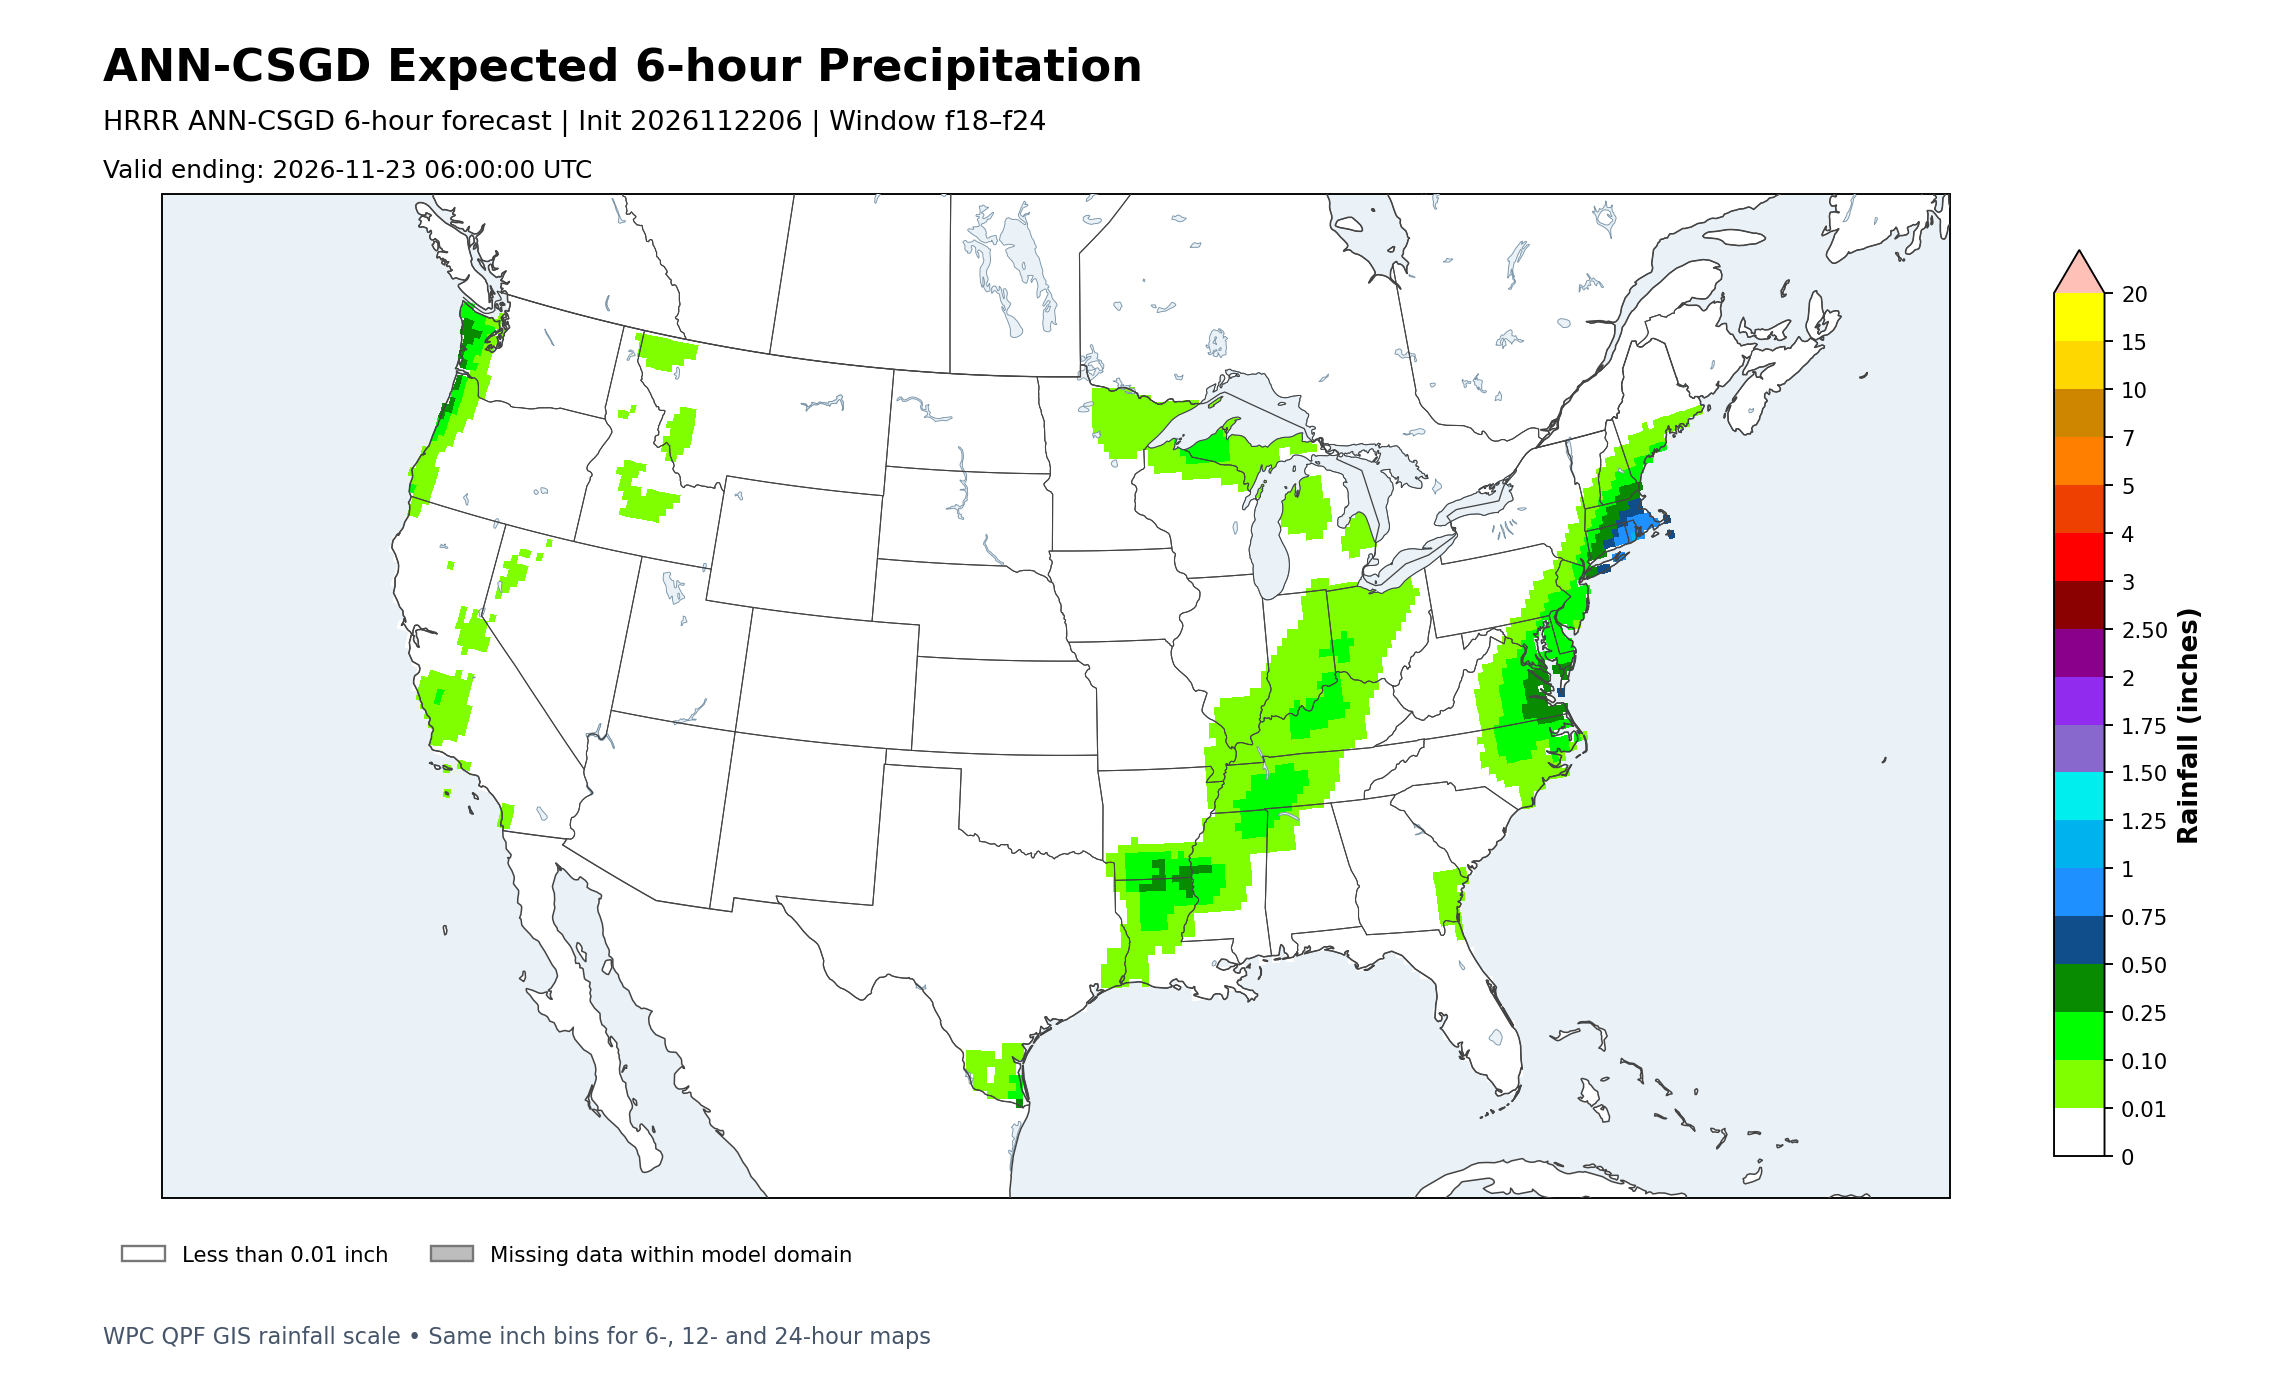 ANN-CSGD Expected 6-hour Precipitation
HRRR ANN-CSGD 6-hour forecast | Init 2026112206 | Window f18–f24
Valid ending: 2026-11-23 06:00:00 UTC
20
15
10
7
5
4
3
2.50
2
1.75
1.50
1.25
1
0.75
0.50
0.25
0.10
0.01
0
Rainfall (inches)
Less than 0.01 inch
Missing data within model domain
WPC QPF GIS rainfall scale • Same inch bins for 6-, 12- and 24-hour maps